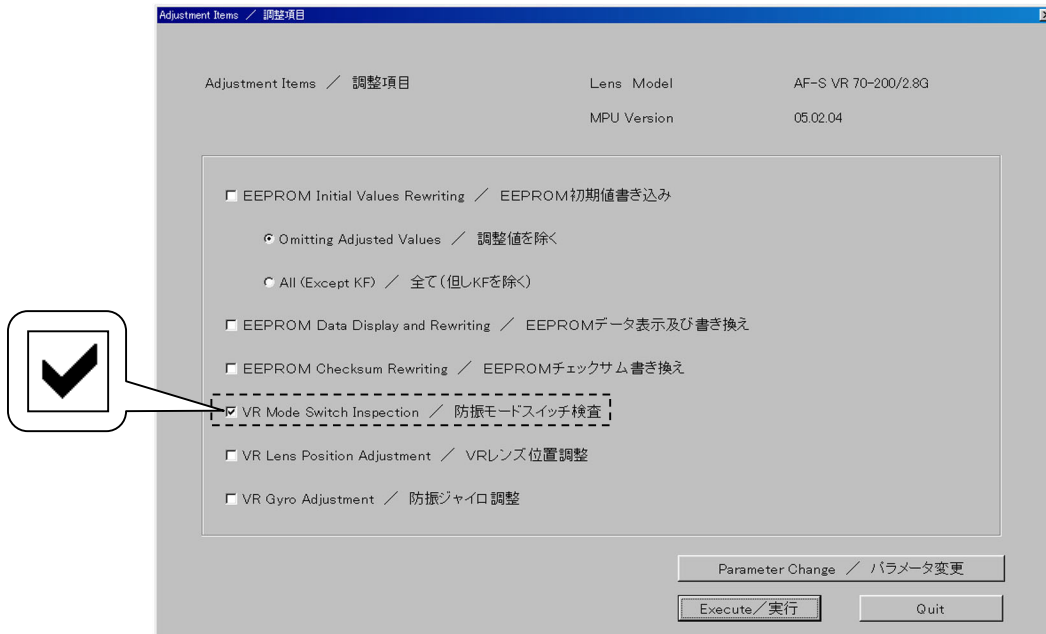 Adjustment Items ／ 調整項目
Adjustment Items ／ 調整項目 Lens Model AF-S VR 70-200/2.8G
MPU Version 05.02.04
EEPROM Initial Values Rewriting ／ EEPROM初期値書き込み
Omitting Adjusted Values ／ 調整値を除く
All (Except KF) ／ 全て(但しKFを除く)
EEPROM Data Display and Rewriting ／ EEPROMデータ表示及び書き換え
EEPROM Checksum Rewriting ／ EEPROMチェックサム書き換え
VR Mode Switch Inspection ／ 防振モードスイッチ検査
VR Lens Position Adjustment ／ VRレンズ位置調整
VR Gyro Adjustment ／ 防振ジャイロ調整
Parameter Change ／ パラメータ変更
Execute／実行 Quit